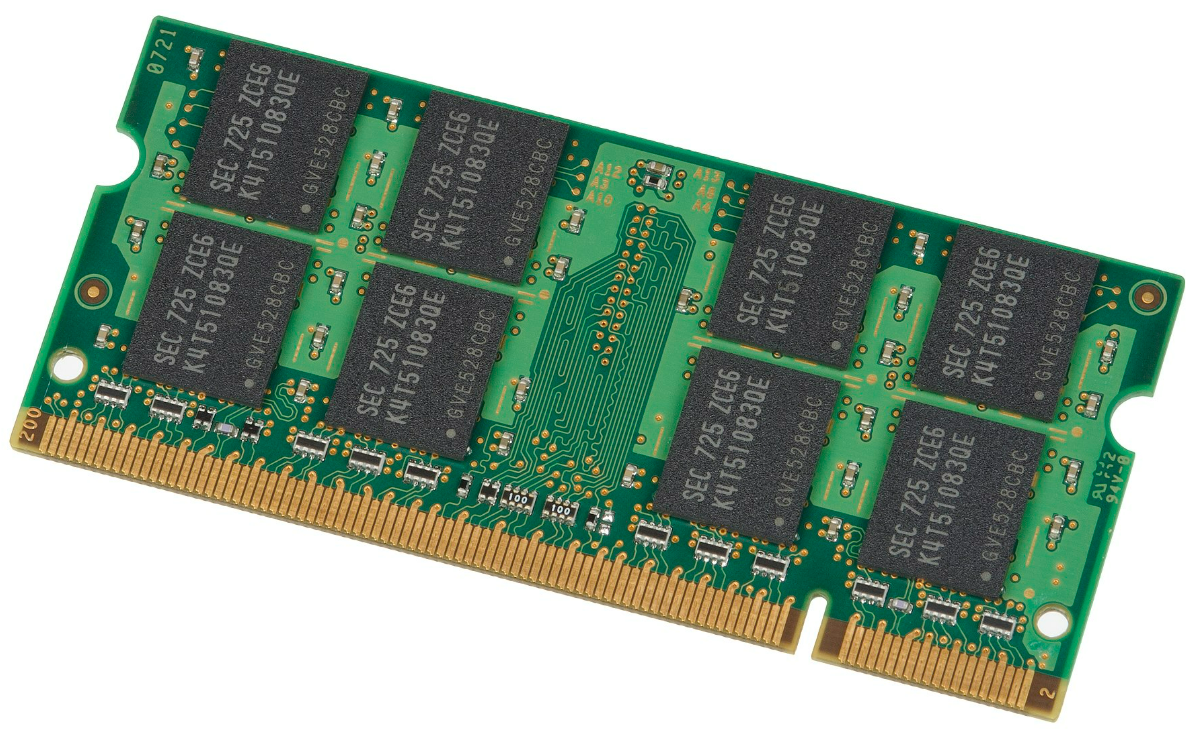 0721
SEC 725 ZCE6
K4T51083QE
GVE528CBC
SEC 725 ZCE6
K4T51083QE
GVE528CBC
A12
A3
A10
A13
A8
A4
SEC 725 ZCE6
K4T51083QE
GVE528CBC
SEC 725 ZCE6
K4T51083QE
GVE528CBC
SEC 725 ZCE6
K4T51083QE
GVE528CBC
SEC 725 ZCE6
K4T51083QE
GVE528CBC
SEC 725 ZCE6
K4T51083QE
GVE528CBC
SEC 725 ZCE6
K4T51083QE
GVE528CBC
94V-0
200
100
100
2